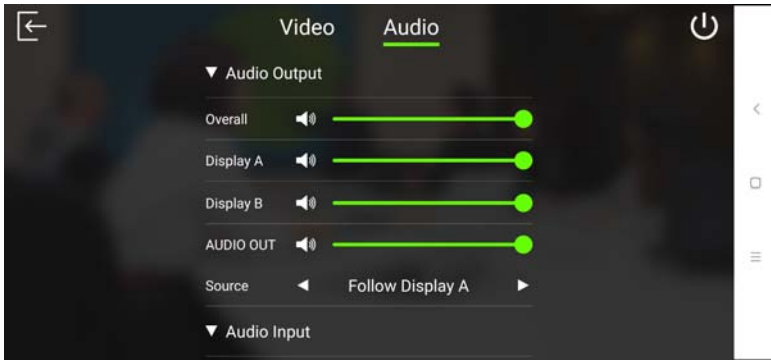 Video Audio
Audio Output
Overall
Display A
Display B
AUDIO OUT
Source Follow Display A
Audio Input